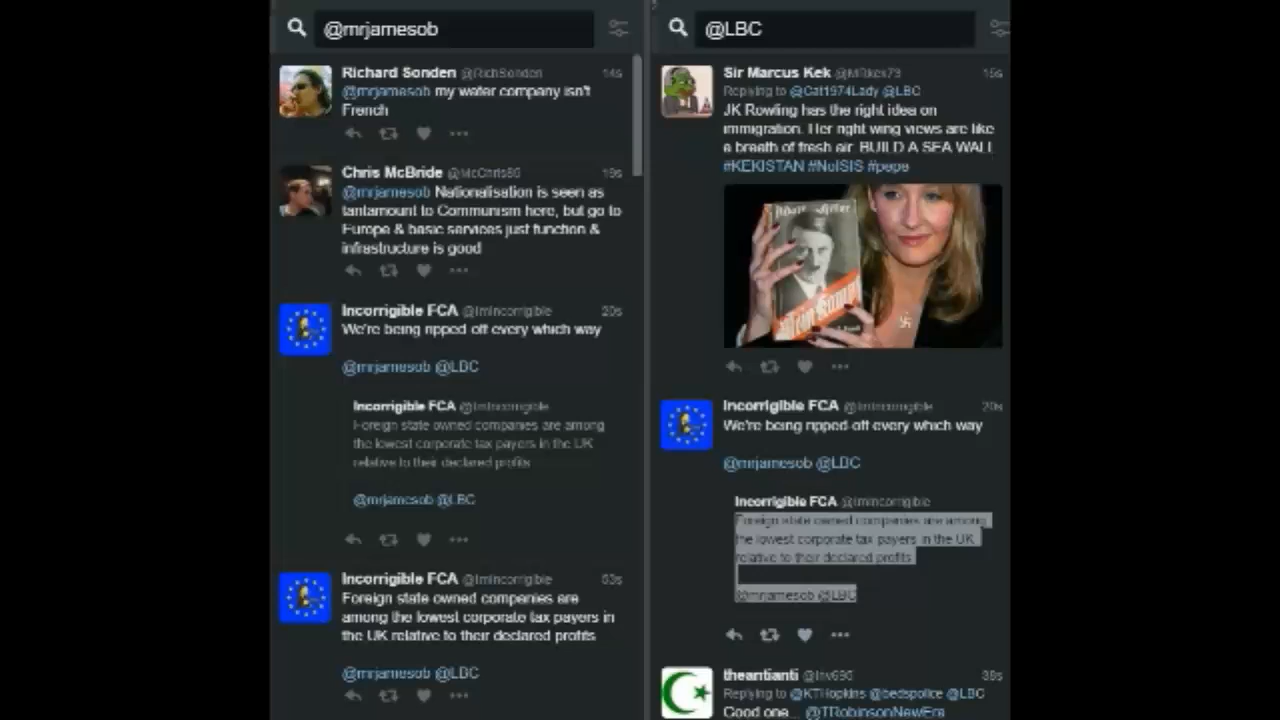 @mrjamesob
Richard Sonden @RichSonden 14s
@mrjamesob my water company isn't
French
Chris McBride @McChris80 19s
@mrjamesob Nationalisation is seen as
tantamount to Communism here, but go to
Europe & basic services just function &
infrastructure is good
Incorrigible FCA @ImIncorrigible 20s
We're being ripped off every which way
@mrjamesob @LBC
Incorrigible FCA @ImIncorrigible
Foreign state owned companies are among
the lowest corporate tax payers in the UK
relative to their declared profits
@mrjamesob @LBC
Incorrigible FCA @ImIncorrigible 53s
Foreign state owned companies are
among the lowest corporate tax payers in
the UK relative to their declared profits
@mrjamesob @LBC
@LBC
Sir Marcus Kek @MRkek73 15s
Replying to @Cat1974Lady @LBC
JK Rowling has the right idea on
immigration. Her right wing views are like
a breath of fresh air. BUILD A SEA WALL
#KEKISTAN #NoISIS #pepe
Adolf Hitler
Mein Kampf
Incorrigible FCA @ImIncorrigible 20s
We're being ripped off every which way
@mrjamesob @LBC
Incorrigible FCA @ImIncorrigible
Foreign state owned companies are among
the lowest corporate tax payers in the UK
relative to their declared profits
@mrjamesob @LBC
theantianti 38s
Replying to @KTHopkins @bedspolice @LBC
Good one... @TRobinsonNewEra